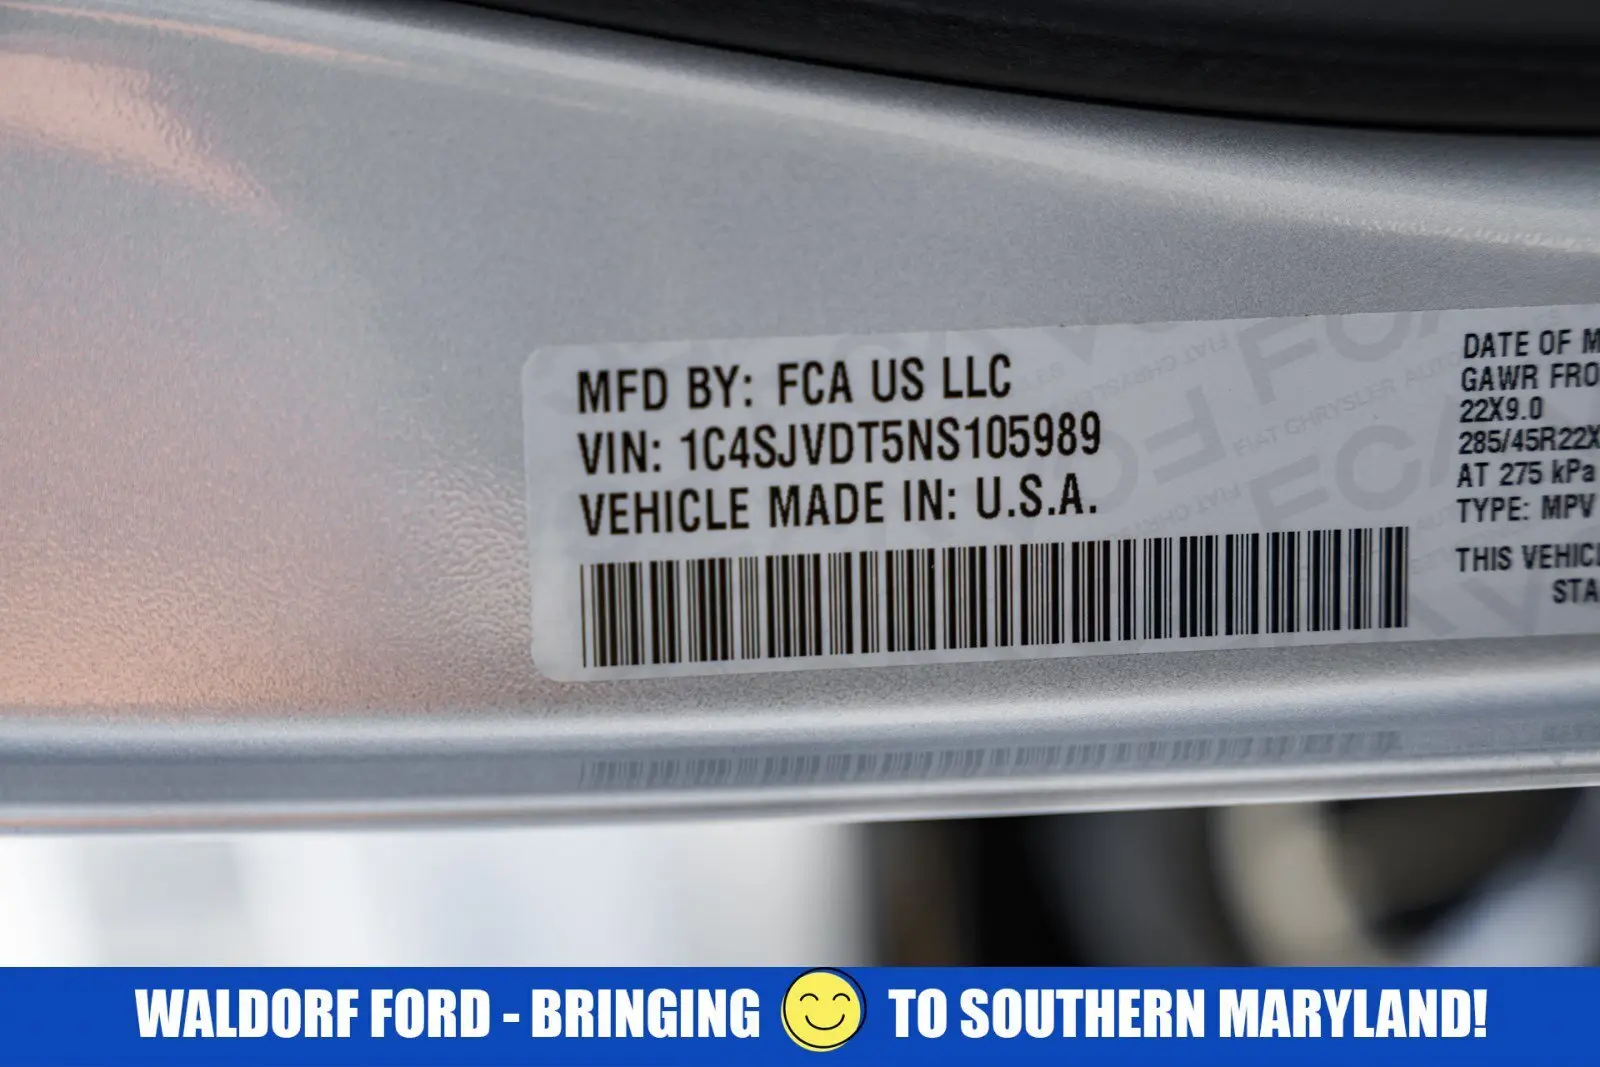 MFD BY: FCA US LLC
VIN: 1C4SJVDT5NS105989
VEHICLE MADE IN: U.S.A.
DATE OF M
GAWR FRO
22X9.0
285/45R22X
AT 275 kPa
TYPE: MPV
THIS VEHICL
STA
WALDORF FORD - BRINGING TO SOUTHERN MARYLAND!